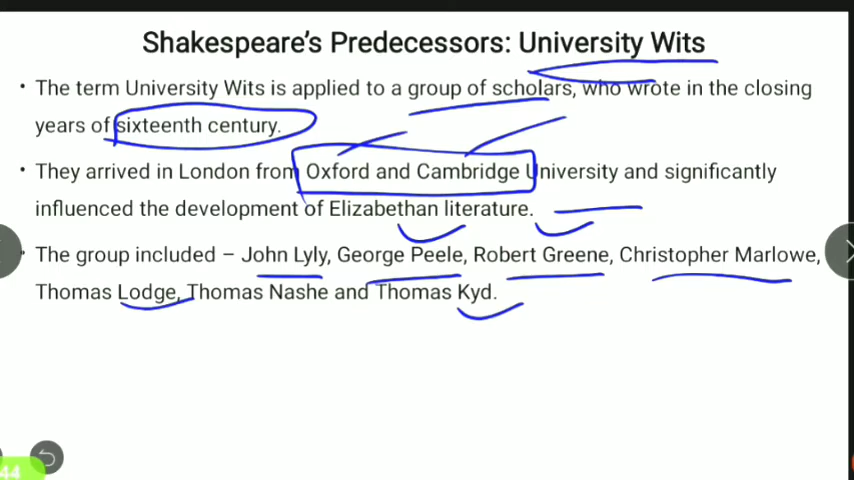 Shakespeare's Predecessors: University Wits
• The term University Wits is applied to a group of scholars, who wrote in the closing
years of sixteenth century.
• They arrived in London from Oxford and Cambridge University and significantly
influenced the development of Elizabethan literature.
• The group included – John Lyly, George Peele, Robert Greene, Christopher Marlowe,
Thomas Lodge, Thomas Nashe and Thomas Kyd.
44